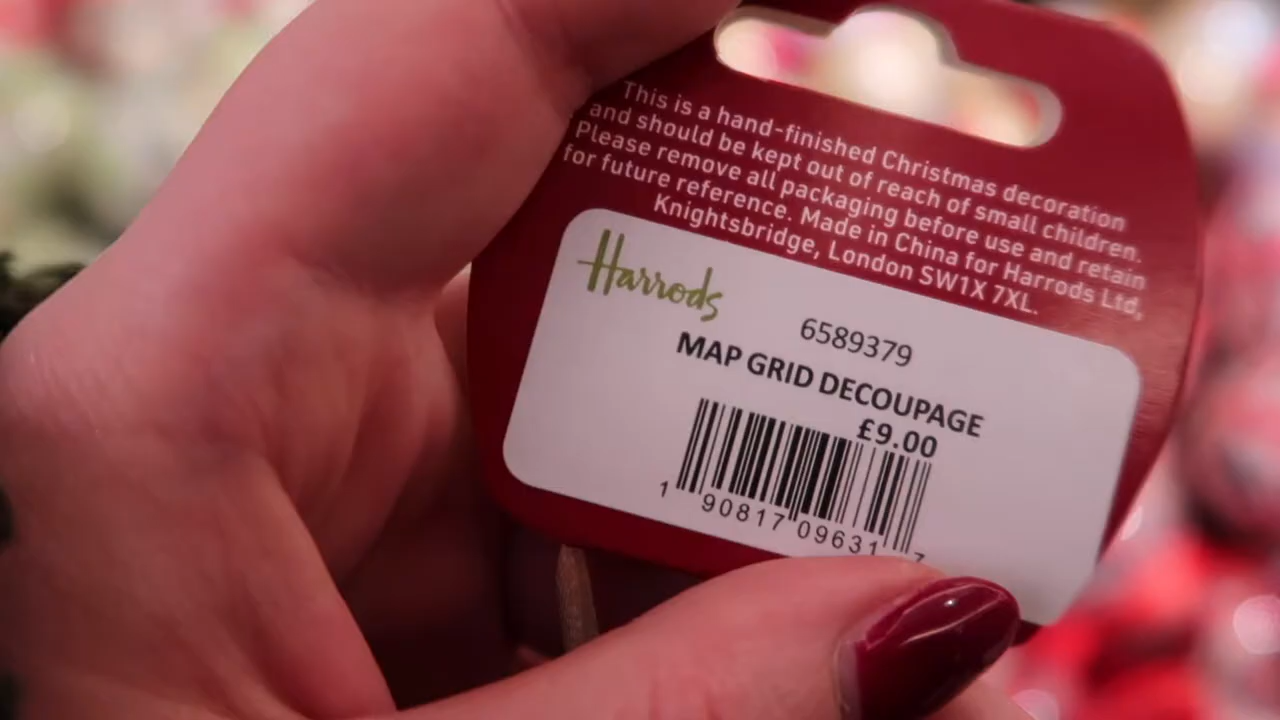 This is a hand-finished Christmas decoration
and should be kept out of reach of small children.
Please remove all packaging before use and retain
for future reference. Made in China for Harrods Ltd,
Knightsbridge, London SW1X 7XL.
Harrods
6589379
MAP GRID DECOUPAGE
£9.00
1 90817 09631 7